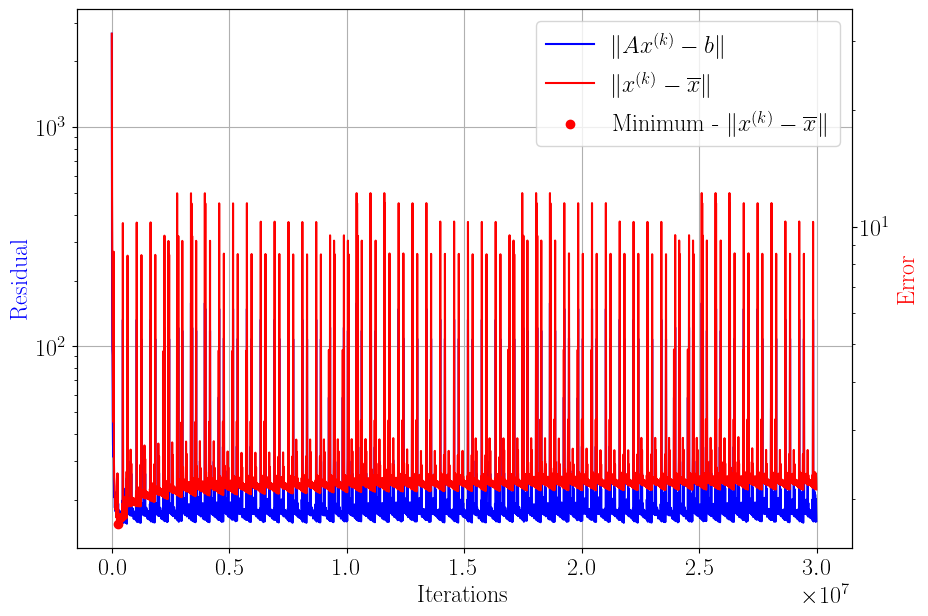 ‖Ax^(k) − b‖
‖x^(k) − x̅‖
Minimum - ‖x^(k) − x̅‖
10^3
10^2
Residual
10^1
Error
0.0 0.5 1.0 1.5 2.0 2.5 3.0
Iterations
×10^7